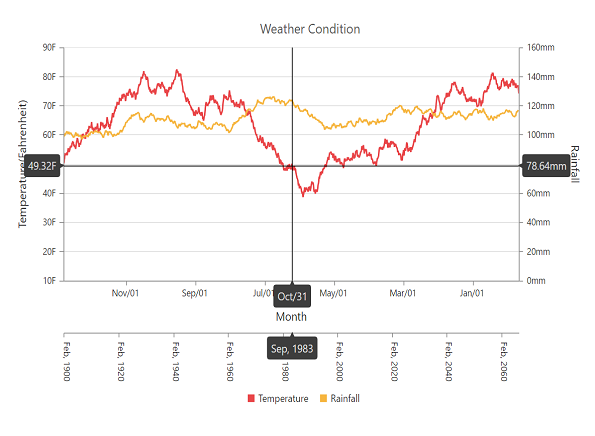 Weather Condition
90F
80F
70F
60F
49.32F
40F
30F
20F
10F
Temperature(Fahrenheit)
160mm
140mm
120mm
100mm
78.64mm
60mm
40mm
20mm
0mm
Rainfall
Nov/01
Sep/01
Jul/01
Oct/31
May/01
Mar/01
Jan/01
Month
Feb, 1900
Feb, 1920
Feb, 1940
Feb, 1960
1980
Sep, 1983
Feb, 2000
Feb, 2020
Feb, 2040
Feb, 2060
Temperature
Rainfall